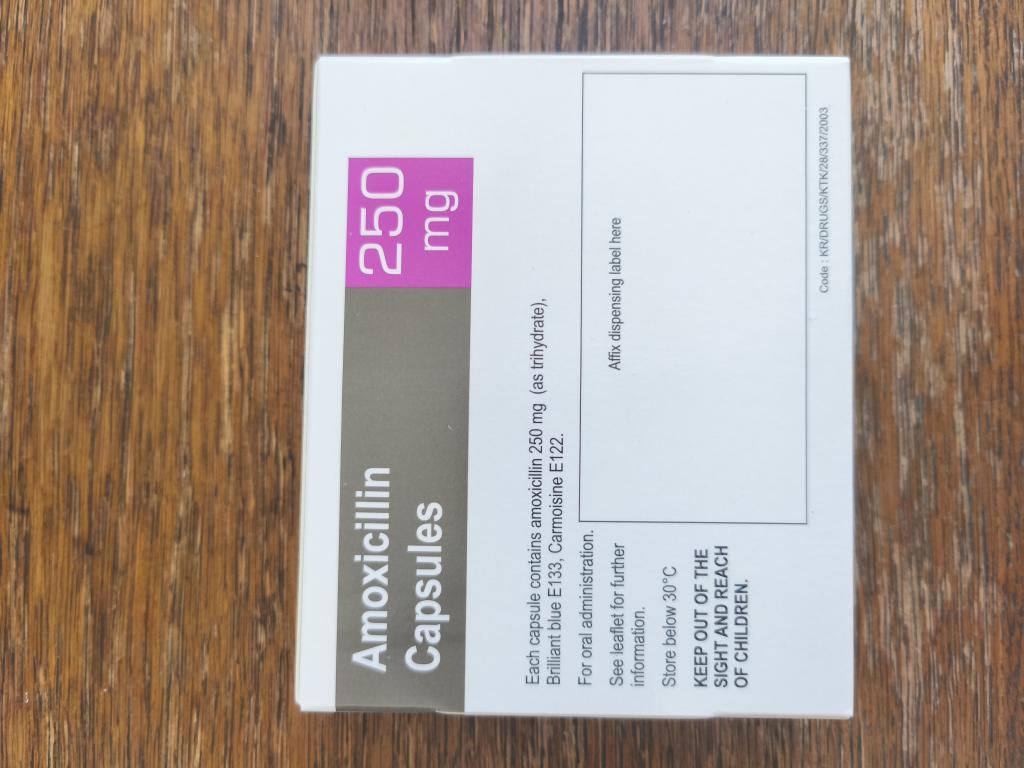 Amoxicillin
Capsules
250
mg
Each capsule contains amoxicillin 250 mg (as trihydrate),
Brilliant blue E133, Carmoisine E122.
For oral administration.
See leaflet for further
information.
Store below 30°C
KEEP OUT OF THE
SIGHT AND REACH
OF CHILDREN.
Affix dispensing label here
Code : KR/DRUGS/KTK/28/337/2003